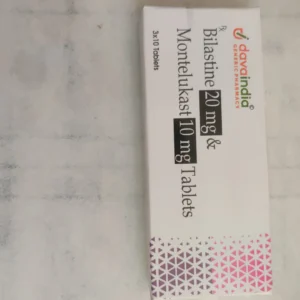 davaindia®
GENERIC PHARMACY
Rx
Bilastine 20 mg &
Montelukast 10 mg Tablets
3x10 Tablets